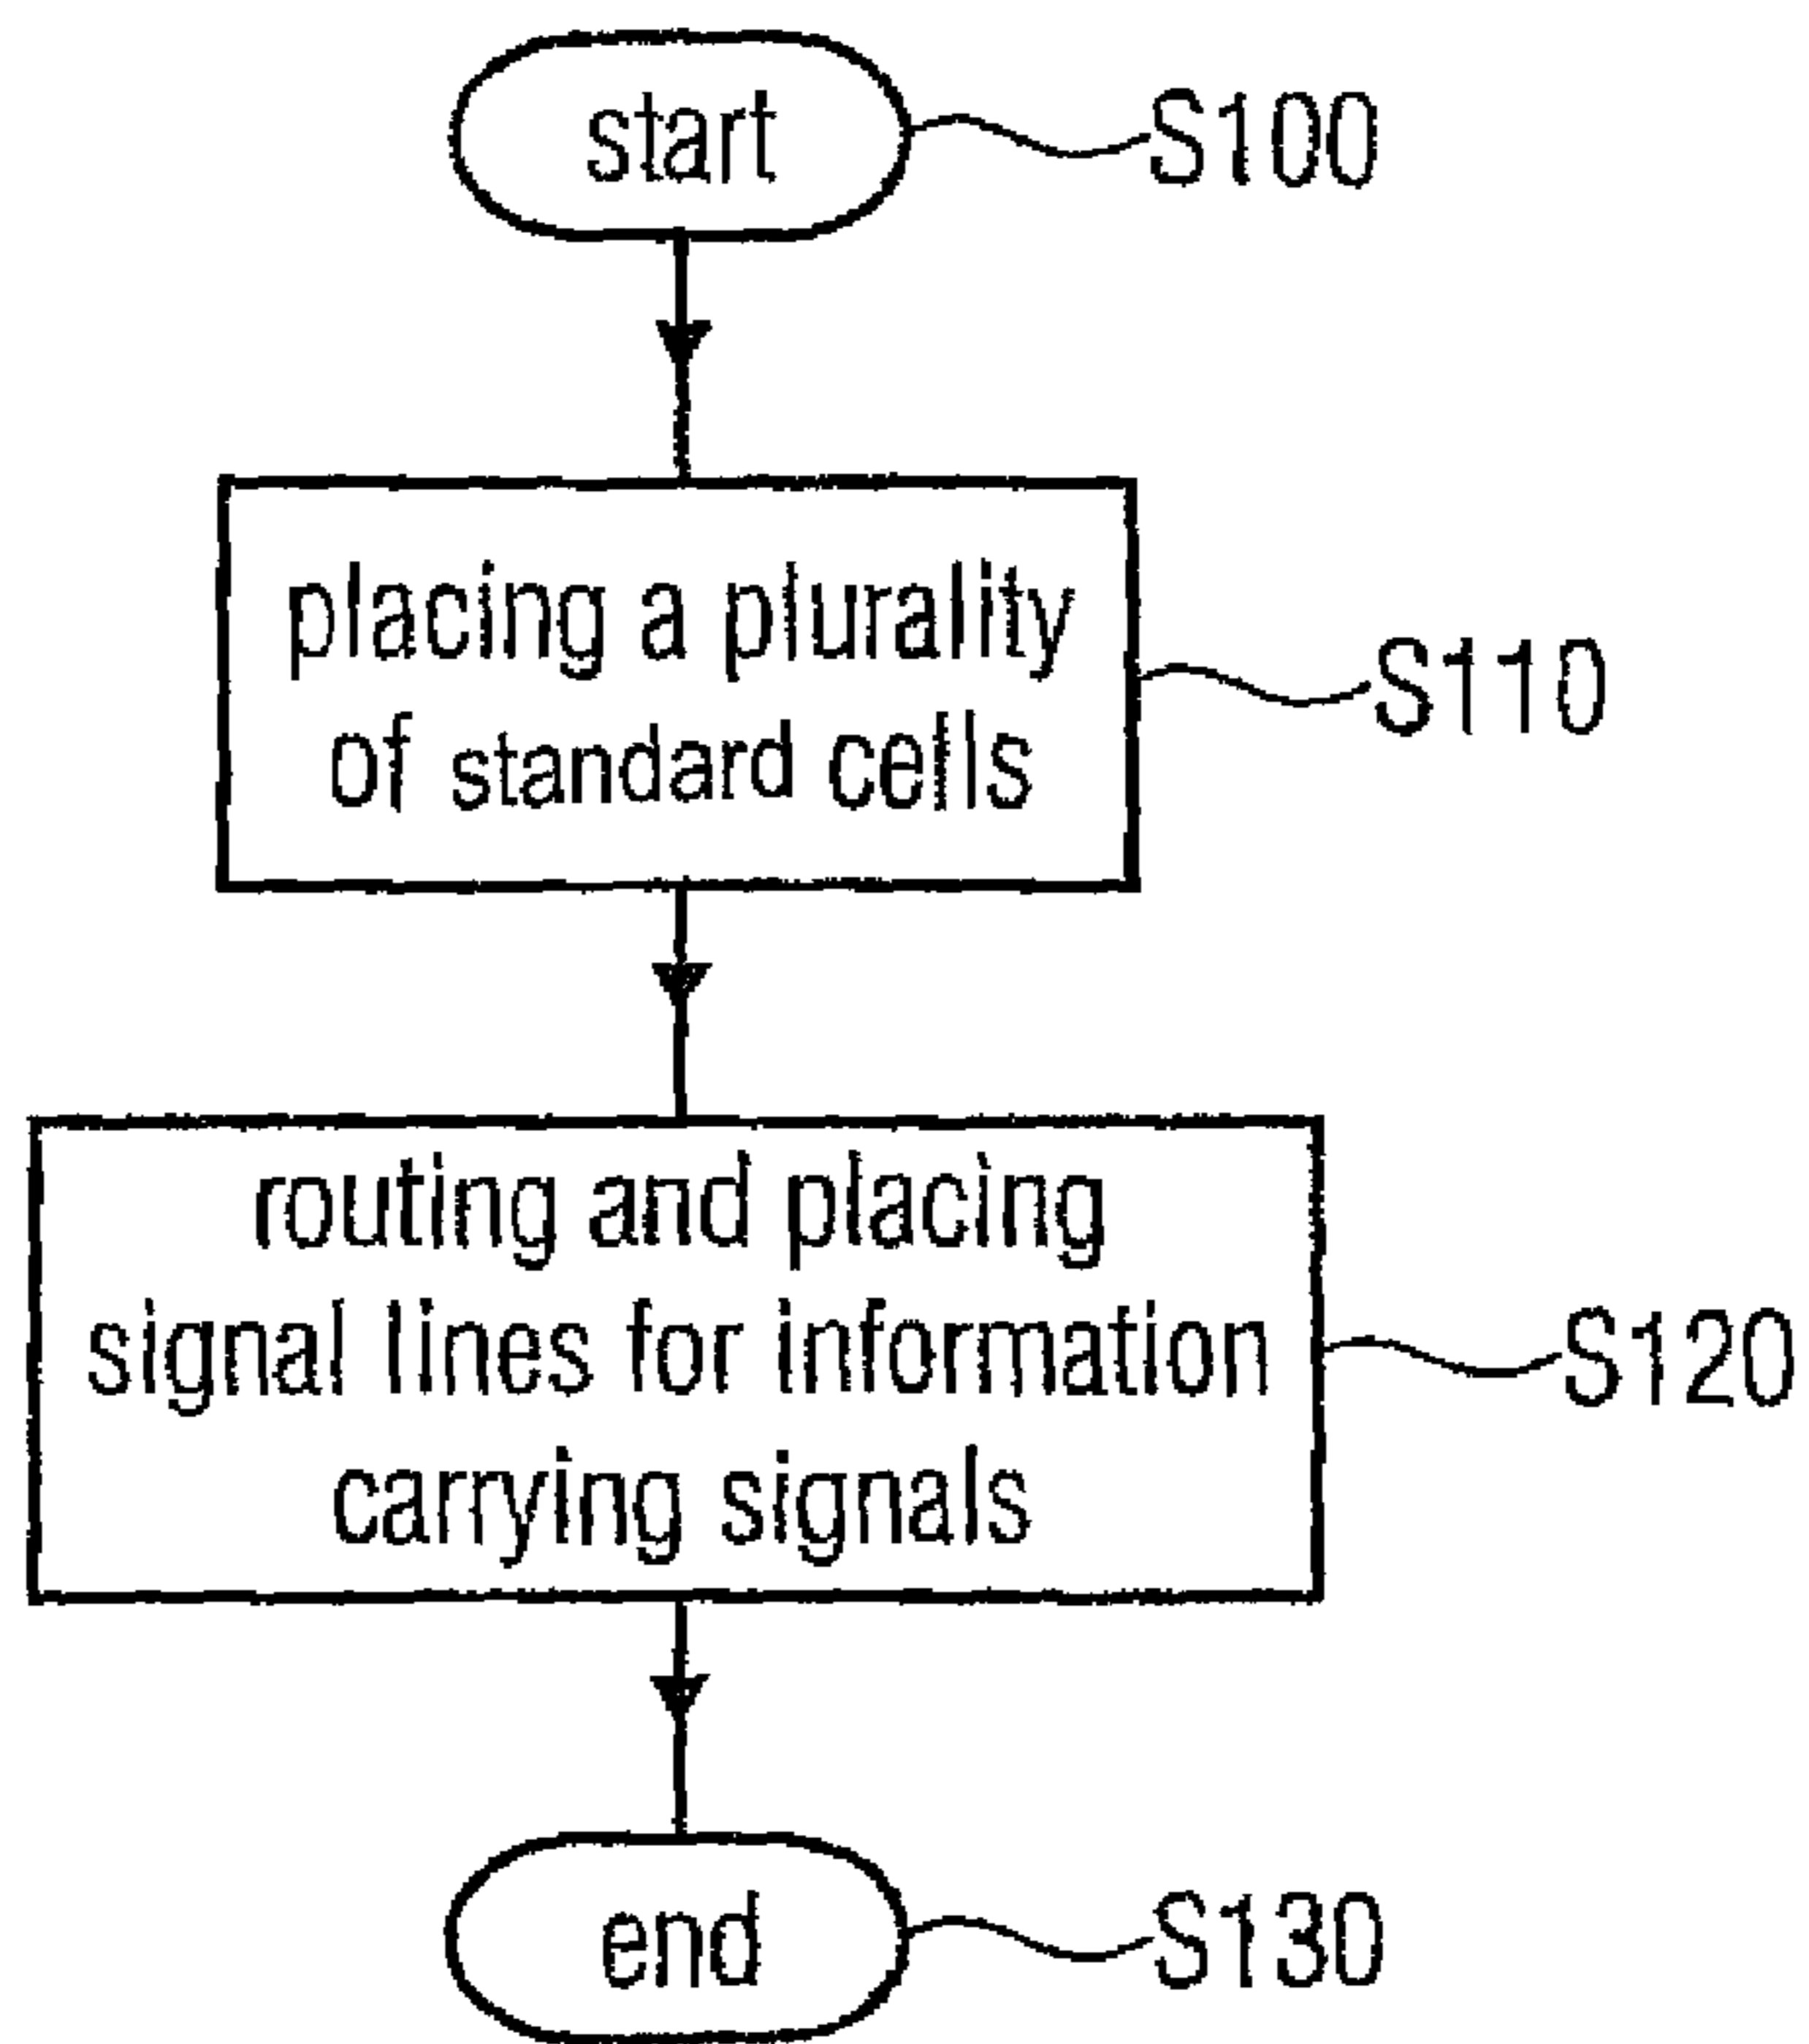 start
S100
placing a plurality
of standard cells
S110
routing and placing
signal lines for information
carrying signals
S120
end
S130